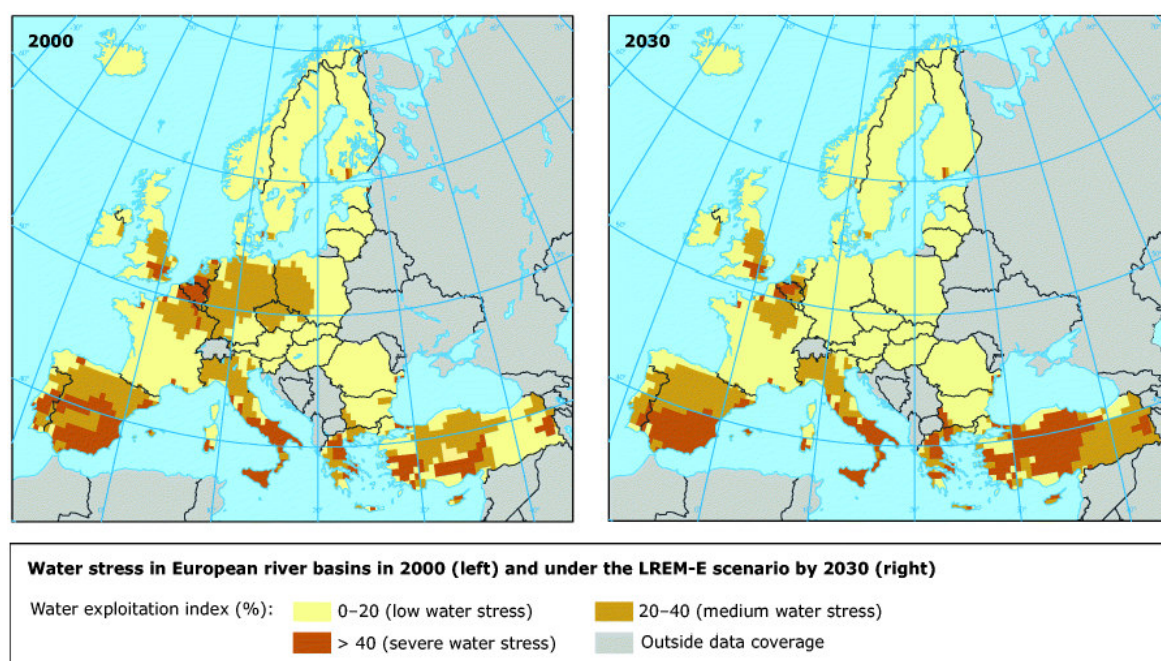 2000
2030
Water stress in European river basins in 2000 (left) and under the LREM-E scenario by 2030 (right)
Water exploitation index (%):
0–20 (low water stress)
20–40 (medium water stress)
> 40 (severe water stress)
Outside data coverage